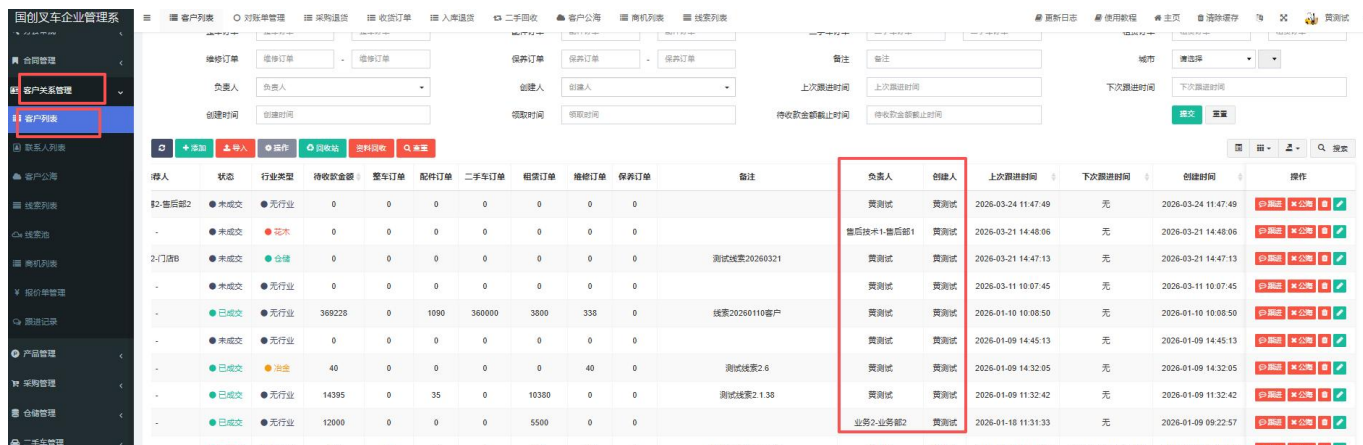 国创叉车企业管理系
客户列表 对账单管理 采购退货 收货订单 入库退货 二手回收 客户公海 商机列表 线索列表 更新日志 使用教程 主页 清除缓存 黄测试
合同管理
客户关系管理
客户列表
联系人列表
客户公海
线索列表
线索池
商机列表
报价单管理
跟进记录
产品管理
采购管理
仓储管理
二手车管理
维修订单 维修订单 - 维修订单 保养订单 保养订单 - 保养订单 备注 备注 城市 请选择
负责人 负责人 创建人 创建人 上次跟进时间 上次跟进时间 下次跟进时间 下次跟进时间
创建时间 创建时间 领取时间 领取时间 待收款金额截止时间 待收款金额截止时间 提交 重置
+添加 导入 操作 回收站 资料回收 查重 搜索
荐人 状态 行业类型 待收款金额 整车订单 配件订单 二手车订单 租赁订单 维修订单 保养订单 备注 负责人 创建人 上次跟进时间 下次跟进时间 创建时间 操作
2-售后部2 未成交 无行业 0 0 0 0 0 0 0 黄测试 黄测试 2026-03-24 11:47:49 无 2026-03-24 11:47:49 跟进 公海
- 未成交 花木 0 0 0 0 0 0 0 售后技术1-售后部1 黄测试 2026-03-21 14:48:06 无 2026-03-21 14:48:06 跟进 公海
2-门店B 未成交 仓储 0 0 0 0 0 0 0 测试线索20260321 黄测试 黄测试 2026-03-21 14:47:13 无 2026-03-21 14:47:13 跟进 公海
- 未成交 无行业 0 0 0 0 0 0 0 黄测试 黄测试 2026-03-11 10:07:45 无 2026-03-11 10:07:45 跟进 公海
- 已成交 无行业 369228 0 1090 360000 3800 338 0 线索20260110客户 黄测试 黄测试 2026-01-10 10:08:50 无 2026-01-10 10:08:50 跟进 公海
- 未成交 无行业 0 0 0 0 0 0 0 黄测试 黄测试 2026-01-09 14:45:13 无 2026-01-09 14:45:13 跟进 公海
- 已成交 冶金 40 0 0 0 0 40 0 测试线索2.6 黄测试 黄测试 2026-01-09 14:32:05 无 2026-01-09 14:32:05 跟进 公海
- 已成交 无行业 14395 0 35 0 10380 0 0 测试线索2.1.38 黄测试 黄测试 2026-01-09 11:32:42 无 2026-01-09 11:32:42 跟进 公海
- 已成交 无行业 12000 0 0 0 5500 0 0 业务2-业务部2 黄测试 2026-01-18 11:31:33 无 2026-01-09 09:22:57 跟进 公海